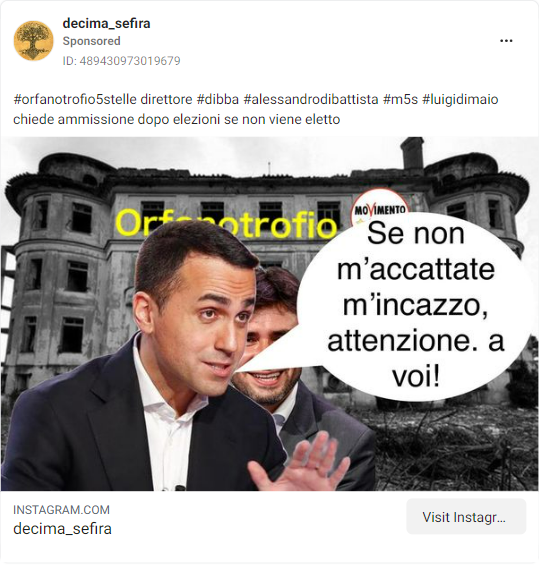 decima_sefira
Sponsored
ID: 489430973019679
#orfanotrofio5stelle direttore #dibba #alessandrodibattista #m5s #luigidimaio
chiede ammissione dopo elezioni se non viene eletto
Orfanotrofio
MOVIMENTO
Se non
m'accattate
m'incazzo,
attenzione. a
voi!
INSTAGRAM.COM
decima_sefira
Visit Instagr...